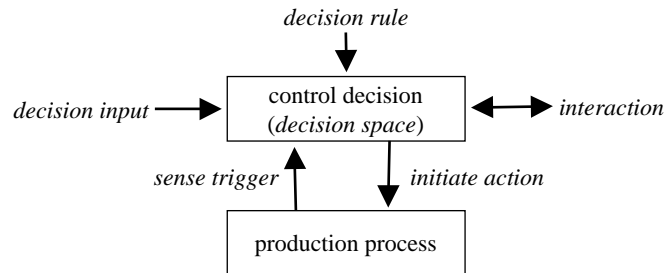 decision rule
control decision
(decision space)
decision input
interaction
sense trigger
initiate action
production process